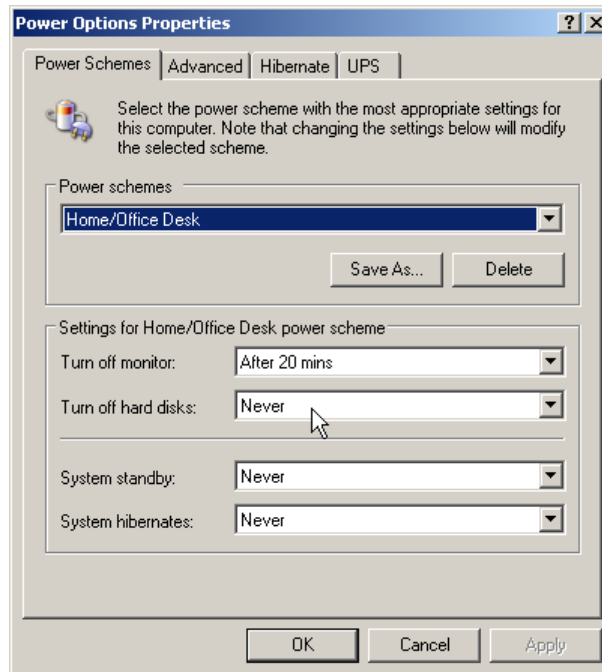 Power Options Properties
Power Schemes Advanced Hibernate UPS
Select the power scheme with the most appropriate settings for
this computer. Note that changing the settings below will modify
the selected scheme.
Power schemes
Home/Office Desk
Save As... Delete
Settings for Home/Office Desk power scheme
Turn off monitor: After 20 mins
Turn off hard disks: Never
System standby: Never
System hibernates: Never
OK Cancel Apply